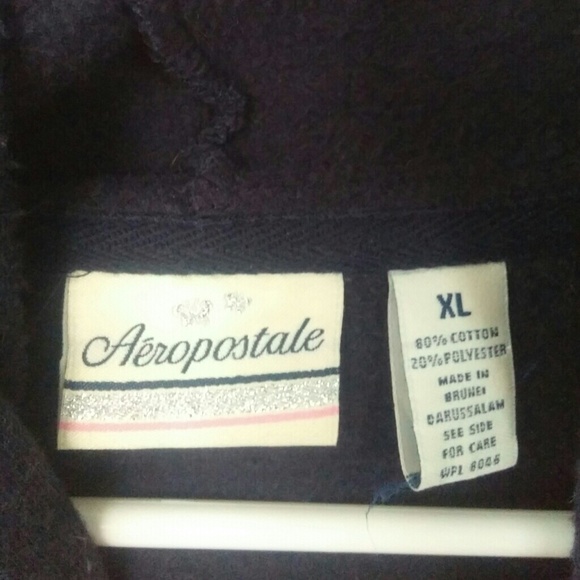 Aéropostale
XL
80% COTTON
20% POLYESTER
MADE IN
BRUNEI
DARUSSALAM
SEE SIDE
FOR CARE
WPL 8006